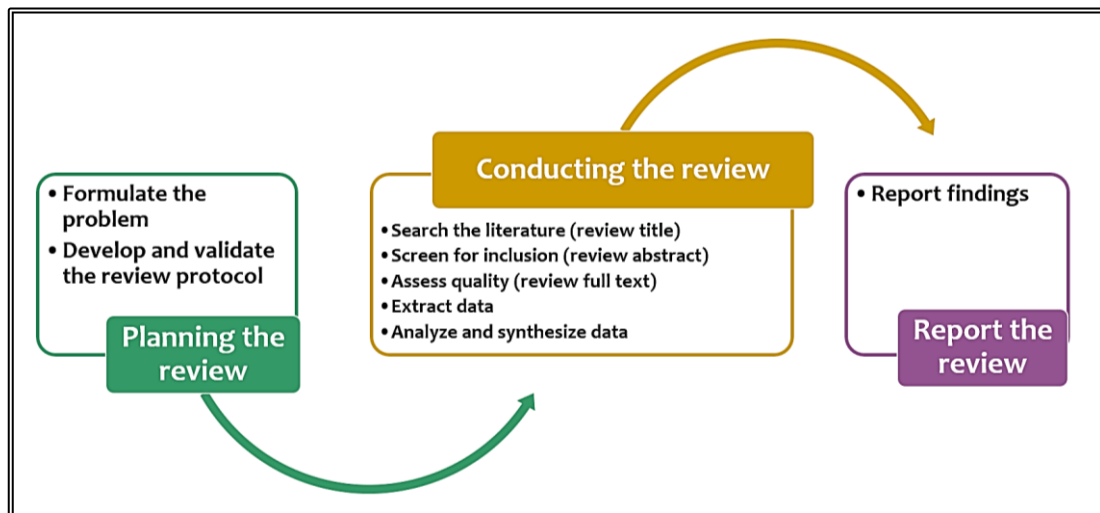 • Formulate the
problem
• Develop and validate
the review protocol
Planning the
review
Conducting the review
• Search the literature (review title)
• Screen for inclusion (review abstract)
• Assess quality (review full text)
• Extract data
• Analyze and synthesize data
• Report findings
Report the
review